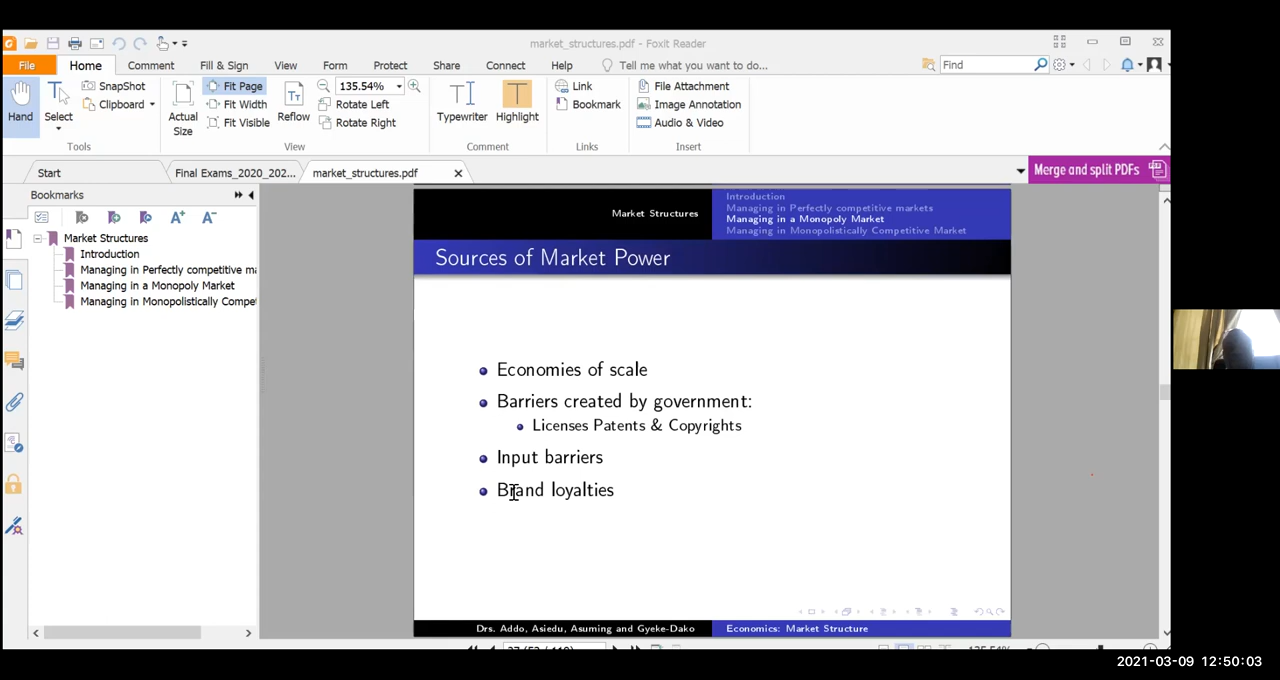 market_structures.pdf - Foxit Reader
File Home Comment Fill & Sign View Form Protect Share Connect Help Tell me what you want to do... Find
Hand Select SnapShot Clipboard Actual Size Fit Page Fit Width Fit Visible Reflow 135.54% Rotate Left Rotate Right Typewriter Highlight Link Bookmark File Attachment Image Annotation Audio & Video
Tools View Comment Links Insert
Start Final Exams_2020_202... market_structures.pdf Merge and split PDFs
Bookmarks
Market Structures
Introduction
Managing in Perfectly competitive ma
Managing in a Monopoly Market
Managing in Monopolistically Compet
Market Structures
Introduction
Managing in Perfectly competitive markets
Managing in a Monopoly Market
Managing in Monopolistically Competitive Market
Sources of Market Power
Economies of scale
Barriers created by government:
Licenses Patents & Copyrights
Input barriers
Brand loyalties
Drs. Addo, Asiedu, Asuming and Gyeke-Dako Economics: Market Structure
135.54%
2021-03-09 12:50:03